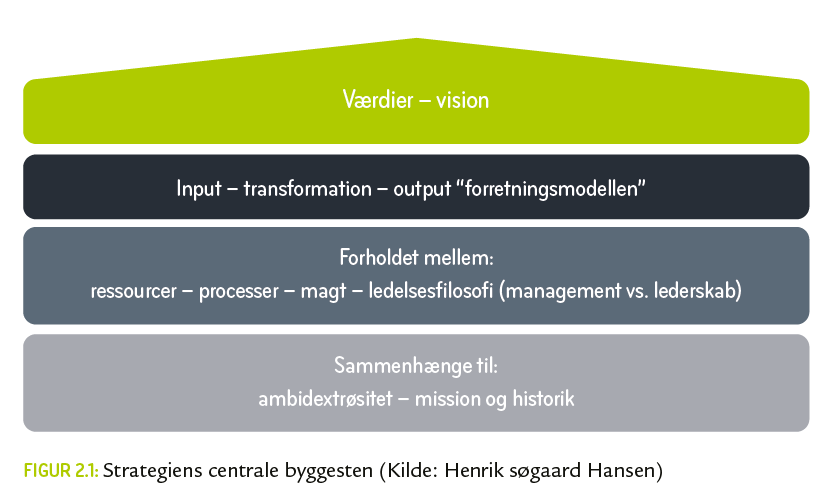 Værdier – vision
Input – transformation – output “forretningsmodellen”
Forholdet mellem:
ressourcer – processer – magt – ledelsesfilosofi (management vs. lederskab)
Sammenhænge til:
ambidextrøsitet – mission og historik
FIGUR 2.1: Strategiens centrale byggesten (Kilde: Henrik søgaard Hansen)